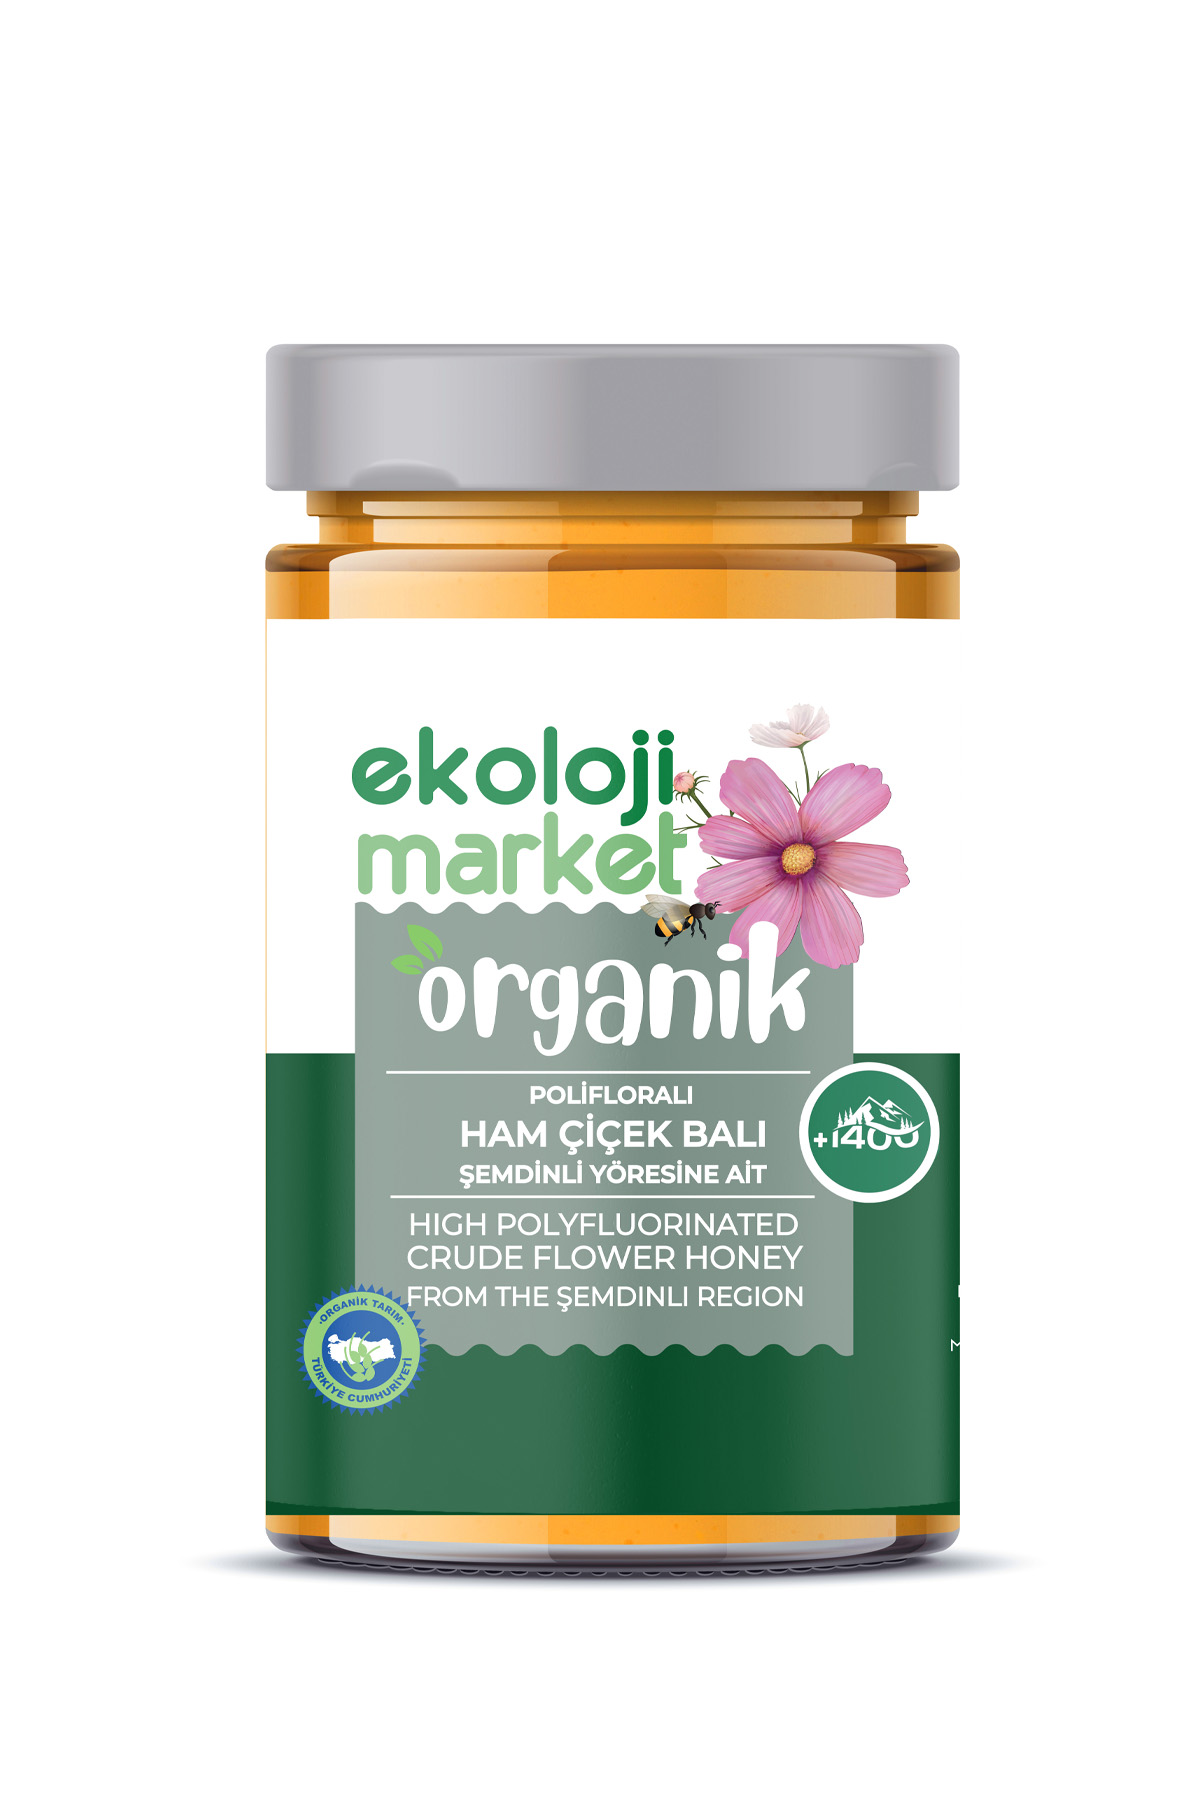 ekoloji
market
organik
POLİFLORALI
HAM ÇİÇEK BALI
ŞEMDİNLİ YÖRESİNE AİT
+1400
HIGH POLYFLUORINATED
CRUDE FLOWER HONEY
FROM THE ŞEMDINLI REGION
·ORGANİK TARIM·
TÜRKİYE CUMHURİYETİ